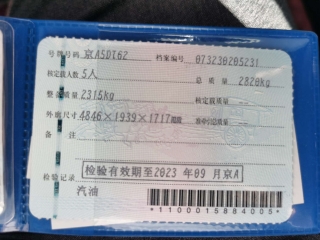 号牌号码 京A5DT62 档案编号 073230205231
核定载人数 5人 总质量 2820kg
整备质量 2315kg 核定载质量 --
外廓尺寸 4846×1939×1717mm 准牵引总质量 --
备注 --
检验有效期至2023年09月京A
检验记录
汽油
*1100015884005*